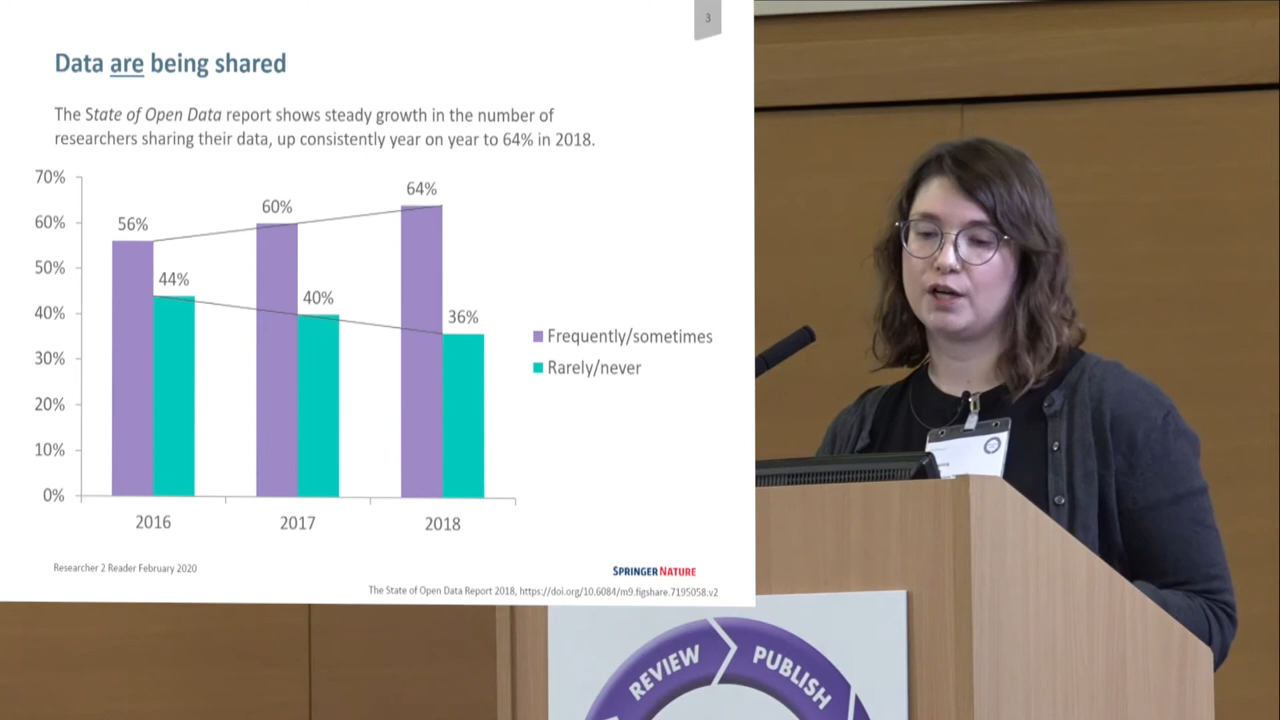 3
Data are being shared
The State of Open Data report shows steady growth in the number of
researchers sharing their data, up consistently year on year to 64% in 2018.
70%
60%
50%
40%
30%
20%
10%
0%
56%
44%
60%
40%
64%
36%
2016
2017
2018
Frequently/sometimes
Rarely/never
Researcher 2 Reader February 2020
SPRINGER NATURE
The State of Open Data Report 2018, https://doi.org/10.6084/m9.figshare.7195058.v2
REVIEW
PUBLISH